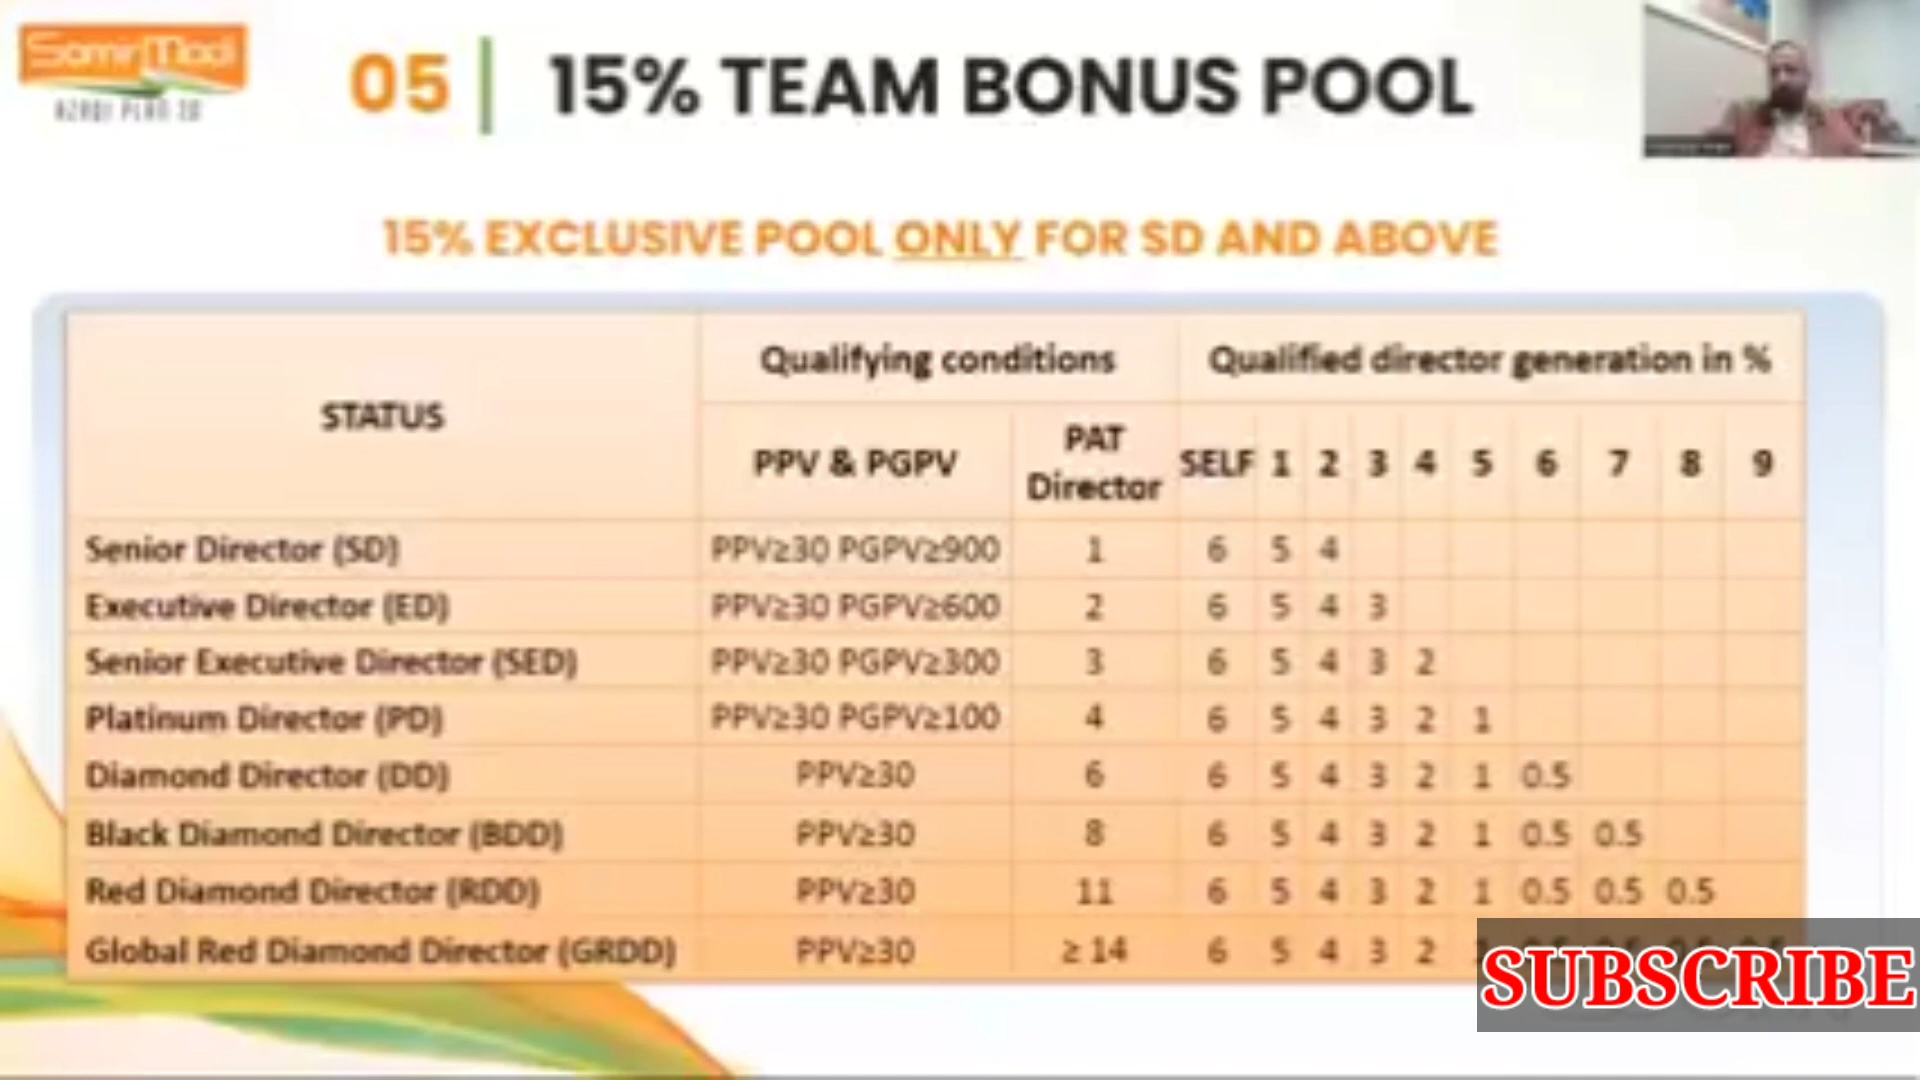 Samir Modi
AZADI PLAN
05 | 15% TEAM BONUS POOL
15% EXCLUSIVE POOL ONLY FOR SD AND ABOVE
STATUS Qualifying conditions Qualified director generation in %
PPV & PGPV PAT Director SELF 1 2 3 4 5 6 7 8 9
Senior Director (SD) PPV≥30 PGPV≥900 1 6 5 4
Executive Director (ED) PPV≥30 PGPV≥600 2 6 5 4 3
Senior Executive Director (SED) PPV≥30 PGPV≥300 3 6 5 4 3 2
Platinum Director (PD) PPV≥30 PGPV≥100 4 6 5 4 3 2 1
Diamond Director (DD) PPV≥30 6 6 5 4 3 2 1 0.5
Black Diamond Director (BDD) PPV≥30 8 6 5 4 3 2 1 0.5 0.5
Red Diamond Director (RDD) PPV≥30 11 6 5 4 3 2 1 0.5 0.5 0.5
Global Red Diamond Director (GRDD) PPV≥30 ≥ 14 6 5 4 3 2
SUBSCRIBE